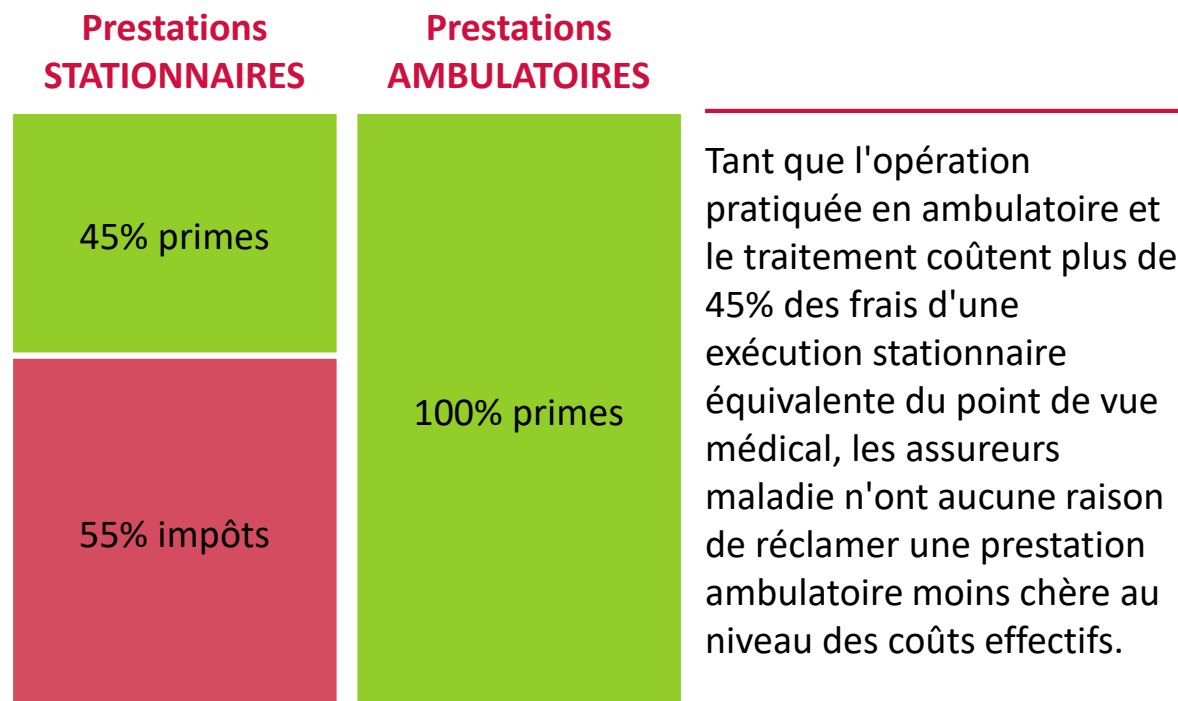 Prestations
STATIONNAIRES
Prestations
AMBULATOIRES
45% primes
55% impôts
100% primes
Tant que l'opération
pratiquée en ambulatoire et
le traitement coûtent plus de
45% des frais d'une
exécution stationnaire
équivalente du point de vue
médical, les assureurs
maladie n'ont aucune raison
de réclamer une prestation
ambulatoire moins chère au
niveau des coûts effectifs.